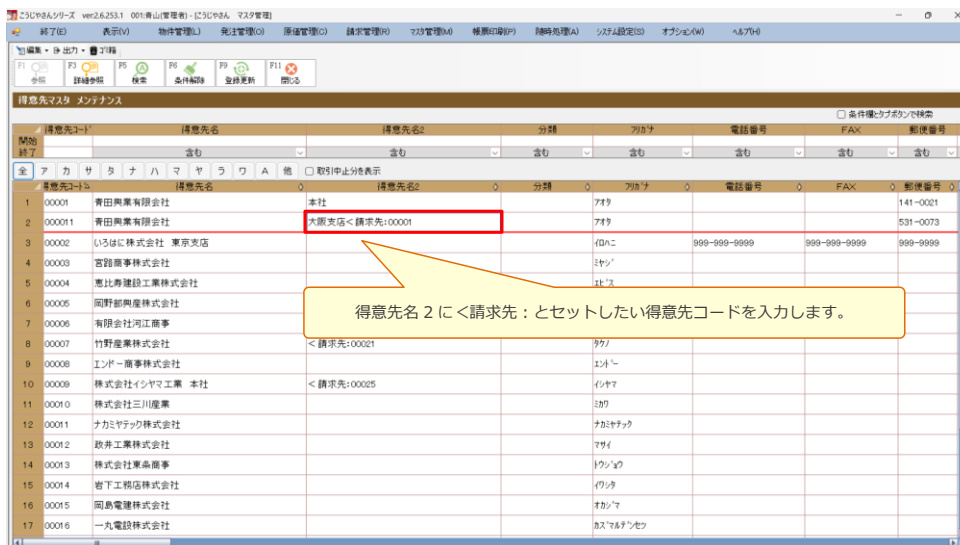 こうじやさんシリーズ ver.2.6.253.1 001:青山(管理者) - [こうじやさん マスタ管理]
終了(E) 表示(V) 物件管理(L) 発注管理(O) 原価管理(C) 請求管理(R) マスタ管理(M) 帳票印刷(P) 随時処理(A) システム設定(S) オプション(W) ヘルプ(H)
編集 出力 ゴミ箱
F1 参照 F3 詳細参照 F5 検索 F6 条件解除 F9 登録更新 F11 閉じる
得意先マスタ メンテナンス
条件欄とタブボタンで検索
得意先コード 得意先名 得意先名2 分類 フリガナ 電話番号 FAX 郵便番号
開始
終了 含む 含む 含む 含む 含む 含む 含む
全 ア カ サ タ ナ ハ マ ヤ ラ ワ A 他 取引中止分を表示
得意先コード 得意先名 得意先名2 分類 フリガナ 電話番号 FAX 郵便番号
1 00001 青田興業有限会社 本社 アオタ 141-0021
2 000011 青田興業有限会社 大阪支店<請求先:00001 アオタ 531-0073
3 00002 いろはに株式会社 東京支店 イロハニ 999-999-9999 999-999-9999 999-9999
4 00003 宮路商事株式会社 ミヤジ
5 00004 恵比寿建設工業株式会社 エビス
6 00005 岡野部興産株式会社
7 00006 有限会社河江商事
8 00007 竹野産業株式会社 <請求先:00021 タケノ
9 00008 エンドー商事株式会社 エンドー
10 00009 株式会社イシヤマ工業 本社 <請求先:00025 イシヤマ
11 00010 株式会社三川産業 ミカワ
12 00011 ナカミヤテック株式会社 ナカミヤテック
13 00012 政井工業株式会社 マサイ
14 00013 株式会社東条商事 トウジョウ
15 00014 岩下工務店株式会社 イワシタ
16 00015 岡島電建株式会社 オカジマ
17 00016 一丸電設株式会社 カズマルデンセツ
得意先名2に<請求先:とセットしたい得意先コードを入力します。